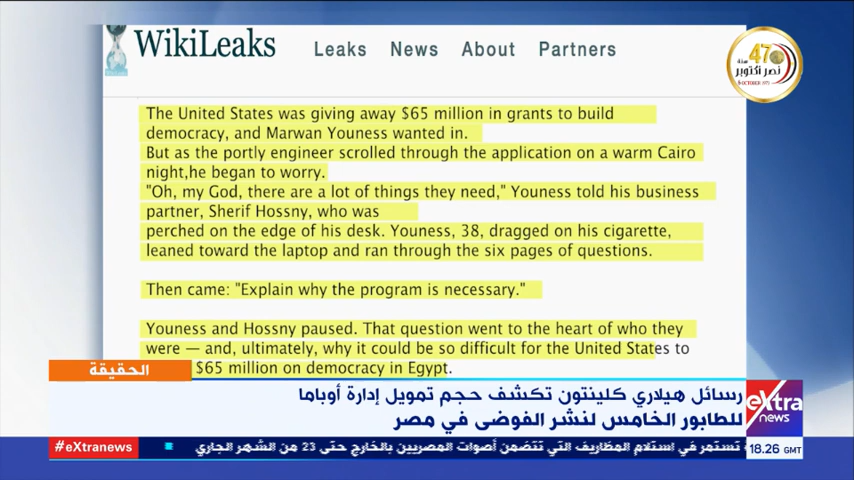 WikiLeaks
Leaks News About Partners
47 سنة
نصر أكتوبر
6 OCTOBER 1973
The United States was giving away $65 million in grants to build
democracy, and Marwan Youness wanted in.
But as the portly engineer scrolled through the application on a warm Cairo
night,he began to worry.
"Oh, my God, there are a lot of things they need," Youness told his business
partner, Sherif Hossny, who was
perched on the edge of his desk. Youness, 38, dragged on his cigarette,
leaned toward the laptop and ran through the six pages of questions.
Then came: "Explain why the program is necessary."
Youness and Hossny paused. That question went to the heart of who they
were — and, ultimately, why it could be so difficult for the United States to
$65 million on democracy in Egypt.
الحقيقة
رسائل هيلاري كلينتون تكشف حجم تمويل إدارة أوباما
للطابور الخامس لنشر الفوضى في مصر
eXtra
news
#eXtranews
تستمر في استلام المظاريف التي تتضمن أصوات المصريين بالخارج حتى 23 من الشهر الجاري
18.26 GMT